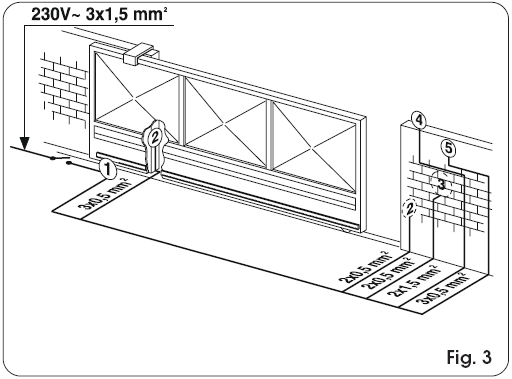 230V~ 3x1,5 mm²
4
5
2
3
1
2
3x0,5 mm²
2x0,5 mm²
2x0,5 mm²
2x1,5 mm²
3x0,5 mm²
Fig. 3